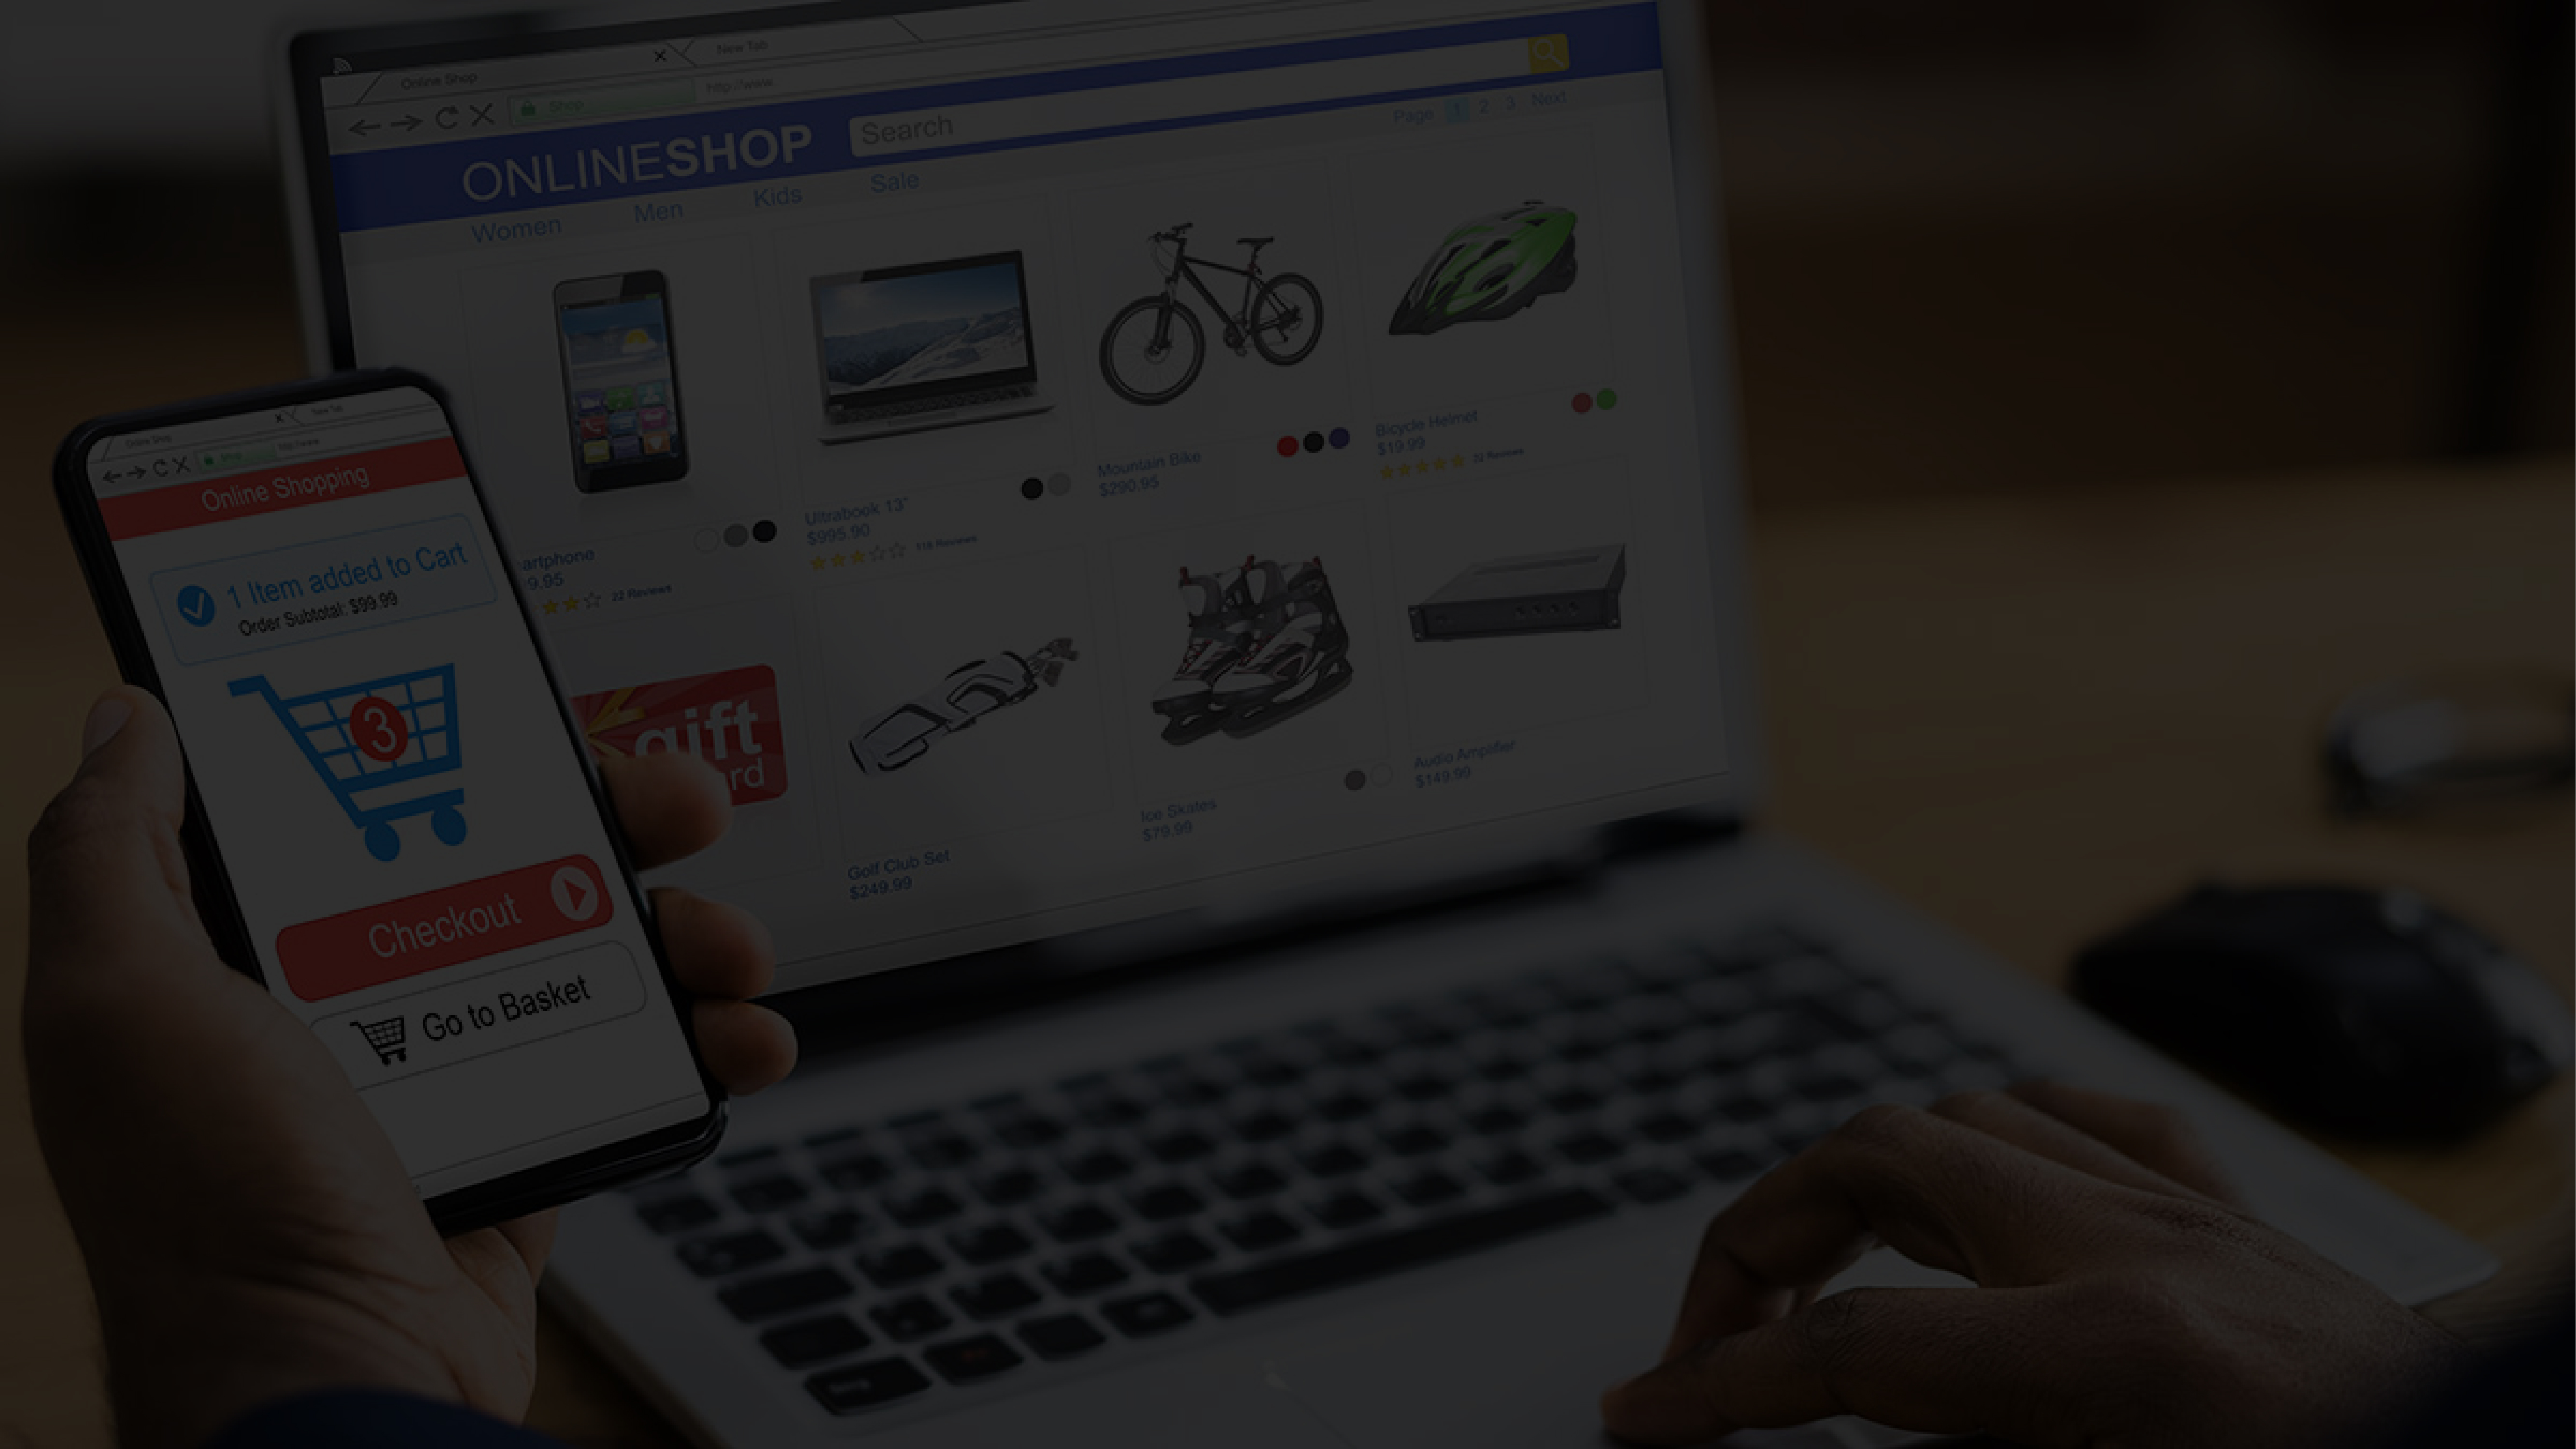 Online Shop
New Tab
Shop
http://www
ONLINESHOP
Search
Page 1 2 3 Next
Women
Men
Kids
Sale
artphone
9.95
22 Reviews
Ultrabook 13"
$995.90
116 Reviews
Mountain Bike
$290.95
Bicycle Helmet
$19.99
22 Reviews
gift
rd
Golf Club Set
$249.99
Ice Skates
$79.99
Audio Amplifier
$149.99
Online Shop
New Tab
Shop
http://www
Online Shopping
1 Item added to Cart
Order Subtotal: $99.99
3
Checkout
Go to Basket